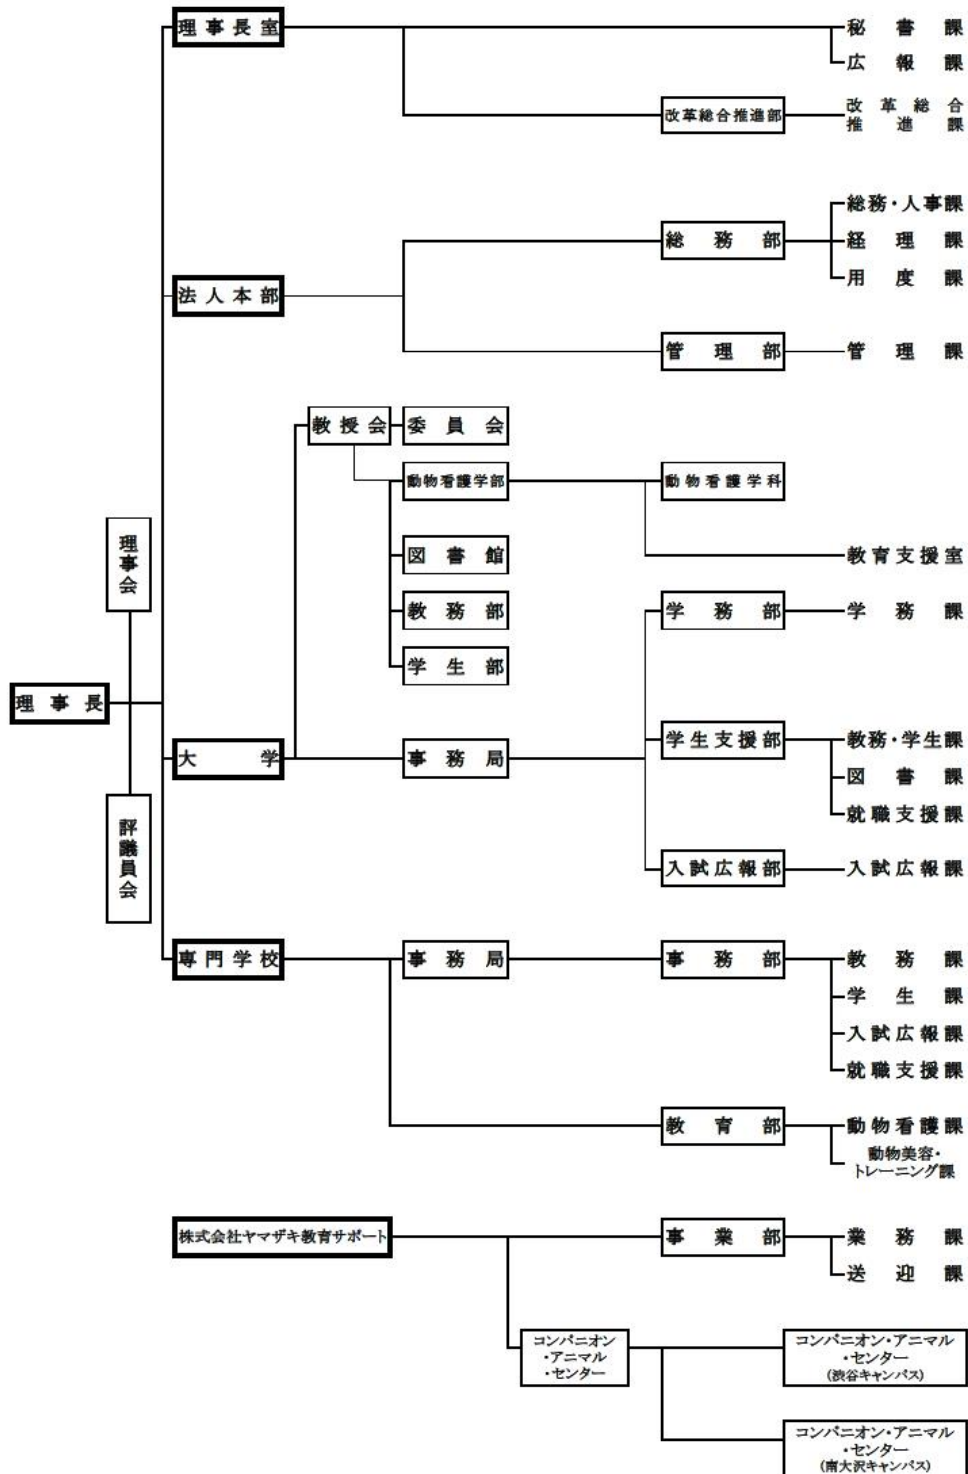 理事長室
秘書課
広報課
改革総合推進部
改革総合
推進課
総務・人事課
総務部
経理課
用度課
法人本部
管理部
管理課
教授会
委員会
動物看護学部
動物看護学科
理事会
図書館
教育支援室
教務部
学務部
学務課
学生部
理事長
大学
事務局
学生支援部
教務・学生課
図書課
就職支援課
評議員会
入試広報部
入試広報課
専門学校
事務局
事務部
教務課
学生課
入試広報課
就職支援課
教育部
動物看護課
動物美容・
トレーニング課
株式会社ヤマザキ教育サポート
事業部
業務課
送迎課
コンパニオン
・アニマル
・センター
コンパニオン・アニマル
・センター
(渋谷キャンパス)
コンパニオン・アニマル
・センター
(南大沢キャンパス)